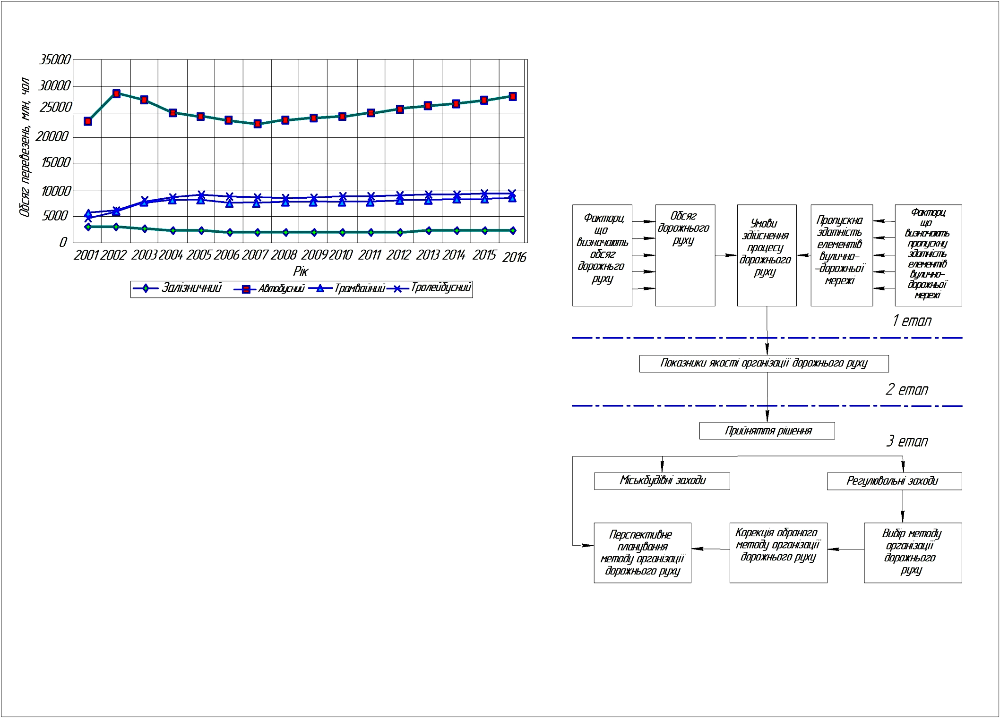 35000
30000
25000
20000
15000
10000
5000
0
Обсяг перевезень, млн, чол
2001 2002 2003 2004 2005 2006 2007 2008 2009 2010 2011 2012 2013 2014 2015 2016
Рік
Залізничний Автобусний Трамвайний Тролейбусний
Фактори,
що
визначають
обсяг
дорожньго
руху
Обсяг
дорожнього
руху
Умови
здійснення
процесу
дорожнього
руху
Пропускна
здатність
елементів
вулично-
-дорожньої
мережі
Фактори,
що
визначають
пропускну
здатність
елементів
вулично-
дорожньої
мережі
1 етап
Показники якості організації дорожнього руху
2 етап
Прийняття рішення
3 етап
Міськбудівні заходи
Регулювальні заходи
Перспективне
планування
методу організації
дорожнього руху
Корекція обраного
методу організації
дорожнього руху
Вибір методу
організації
дорожнього
руху